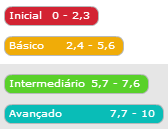 Inicial 0 - 2,3
Básico 2,4 - 5,6
Intermediário 5,7 - 7,6
Avançado 7,7 - 10